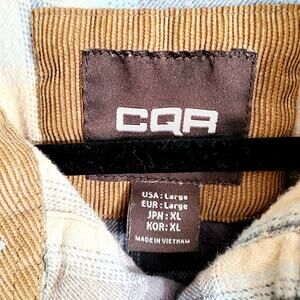 CQR
USA: Large
EUR: Large
JPN: XL
KOR: XL
MADE IN VIETNAM